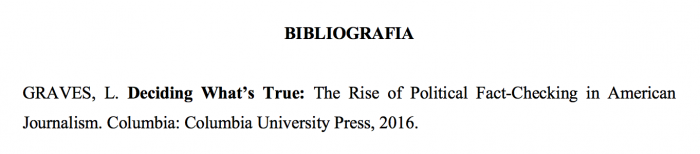 BIBLIOGRAFIA
GRAVES, L. Deciding What’s True: The Rise of Political Fact-Checking in American
Journalism. Columbia: Columbia University Press, 2016.